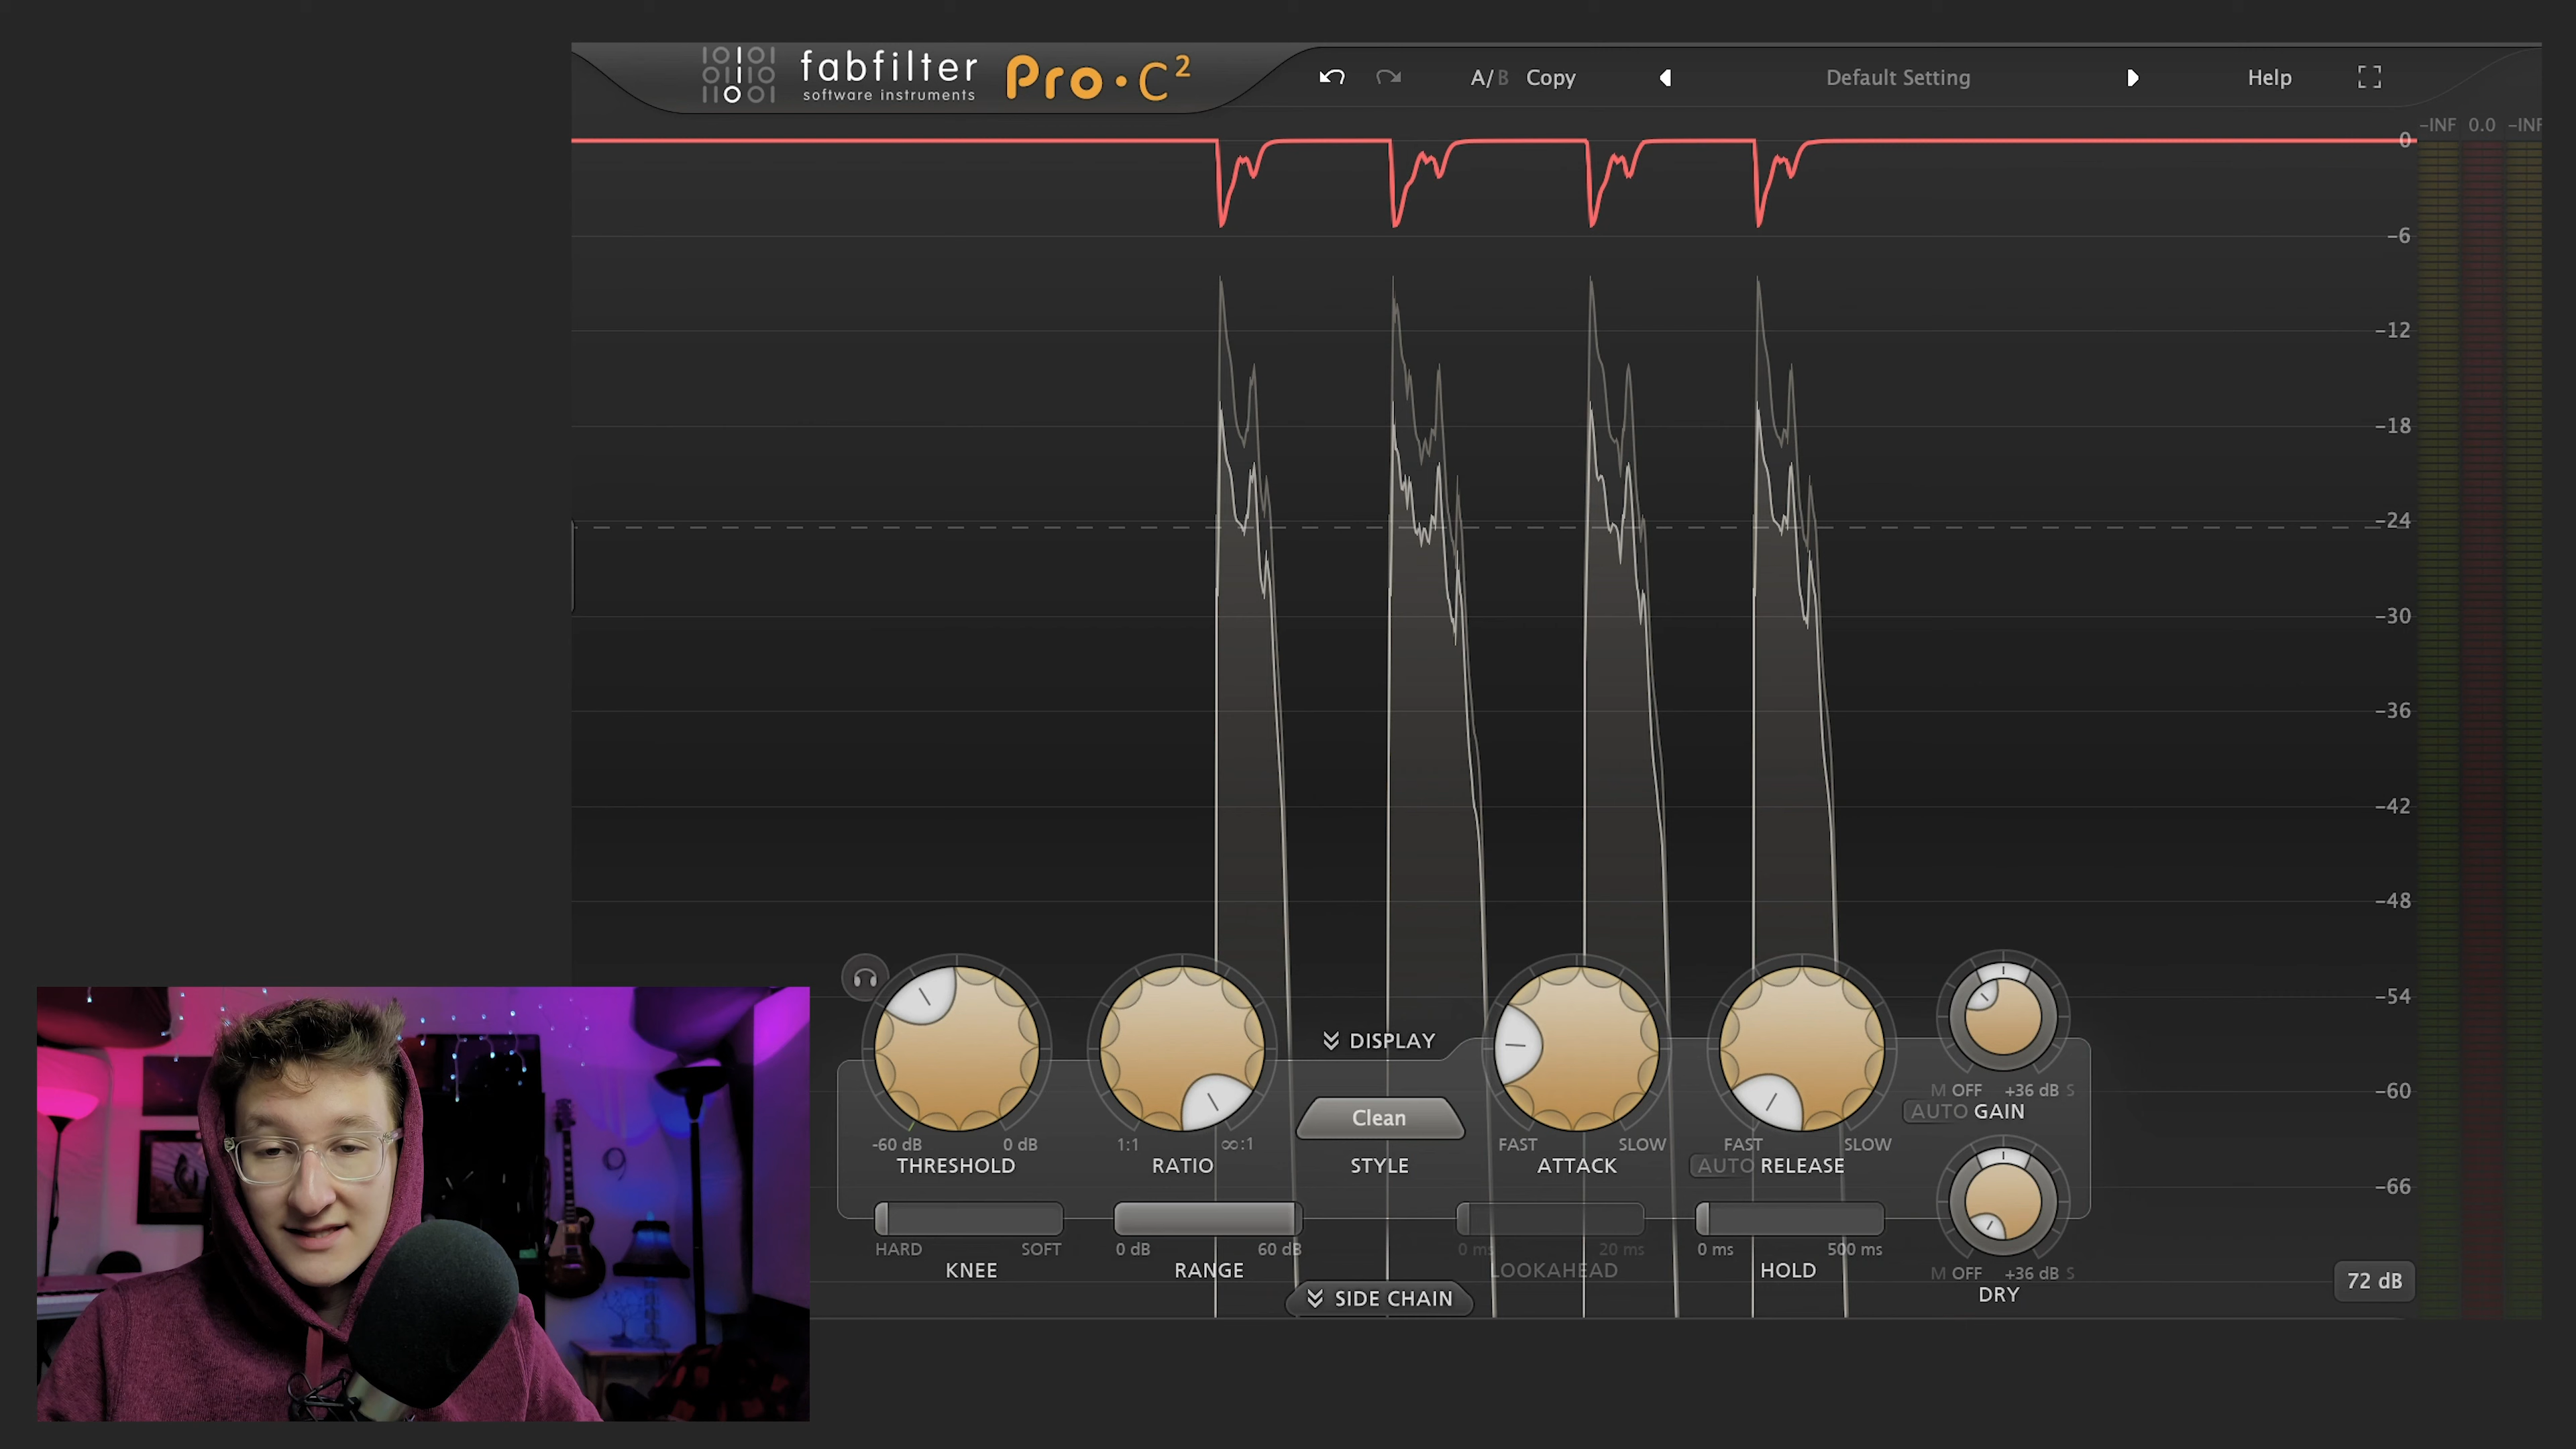 fabfilter
software instruments
Pro·C²
A/B Copy
Default Setting
Help
-INF 0.0 -INF
0
-6
-12
-18
-24
-30
-36
-42
-48
-54
-60
-66
72 dB
DISPLAY
-60 dB 0 dB
THRESHOLD
1:1 ∞:1
RATIO
Clean
STYLE
FAST SLOW
ATTACK
FAST SLOW
AUTO RELEASE
M OFF +36 dB S
AUTO GAIN
HARD SOFT
KNEE
0 dB 60 dB
RANGE
0 ms 20 ms
LOOKAHEAD
0 ms 500 ms
HOLD
M OFF +36 dB S
DRY
SIDE CHAIN